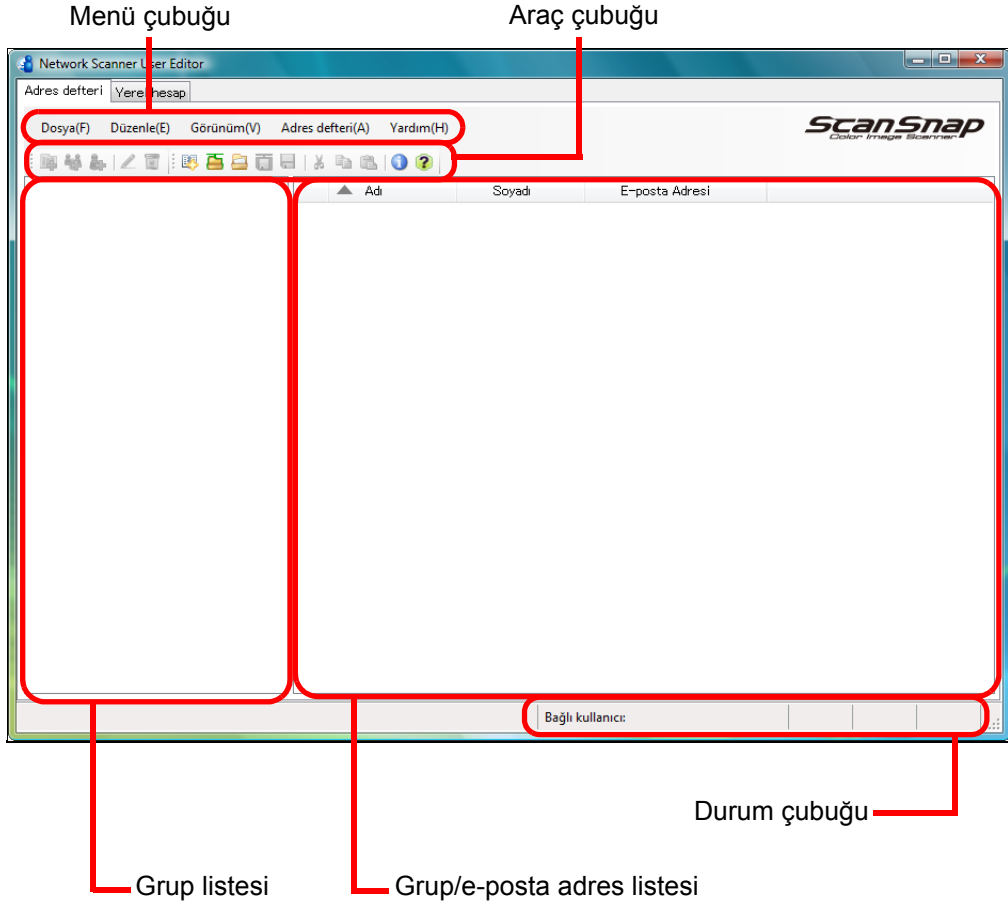 Menü çubuğu
Araç çubuğu
Network Scanner User Editor
Adres defteri
Yerel hesap
Dosya(F) Düzenle(E) Görünüm(V) Adres defteri(A) Yardım(H)
ScanSnap
Color Image Scanner
Adı Soyadı E-posta Adresi
Bağlı kullanıcı:
Durum çubuğu
Grup listesi
Grup/e-posta adres listesi